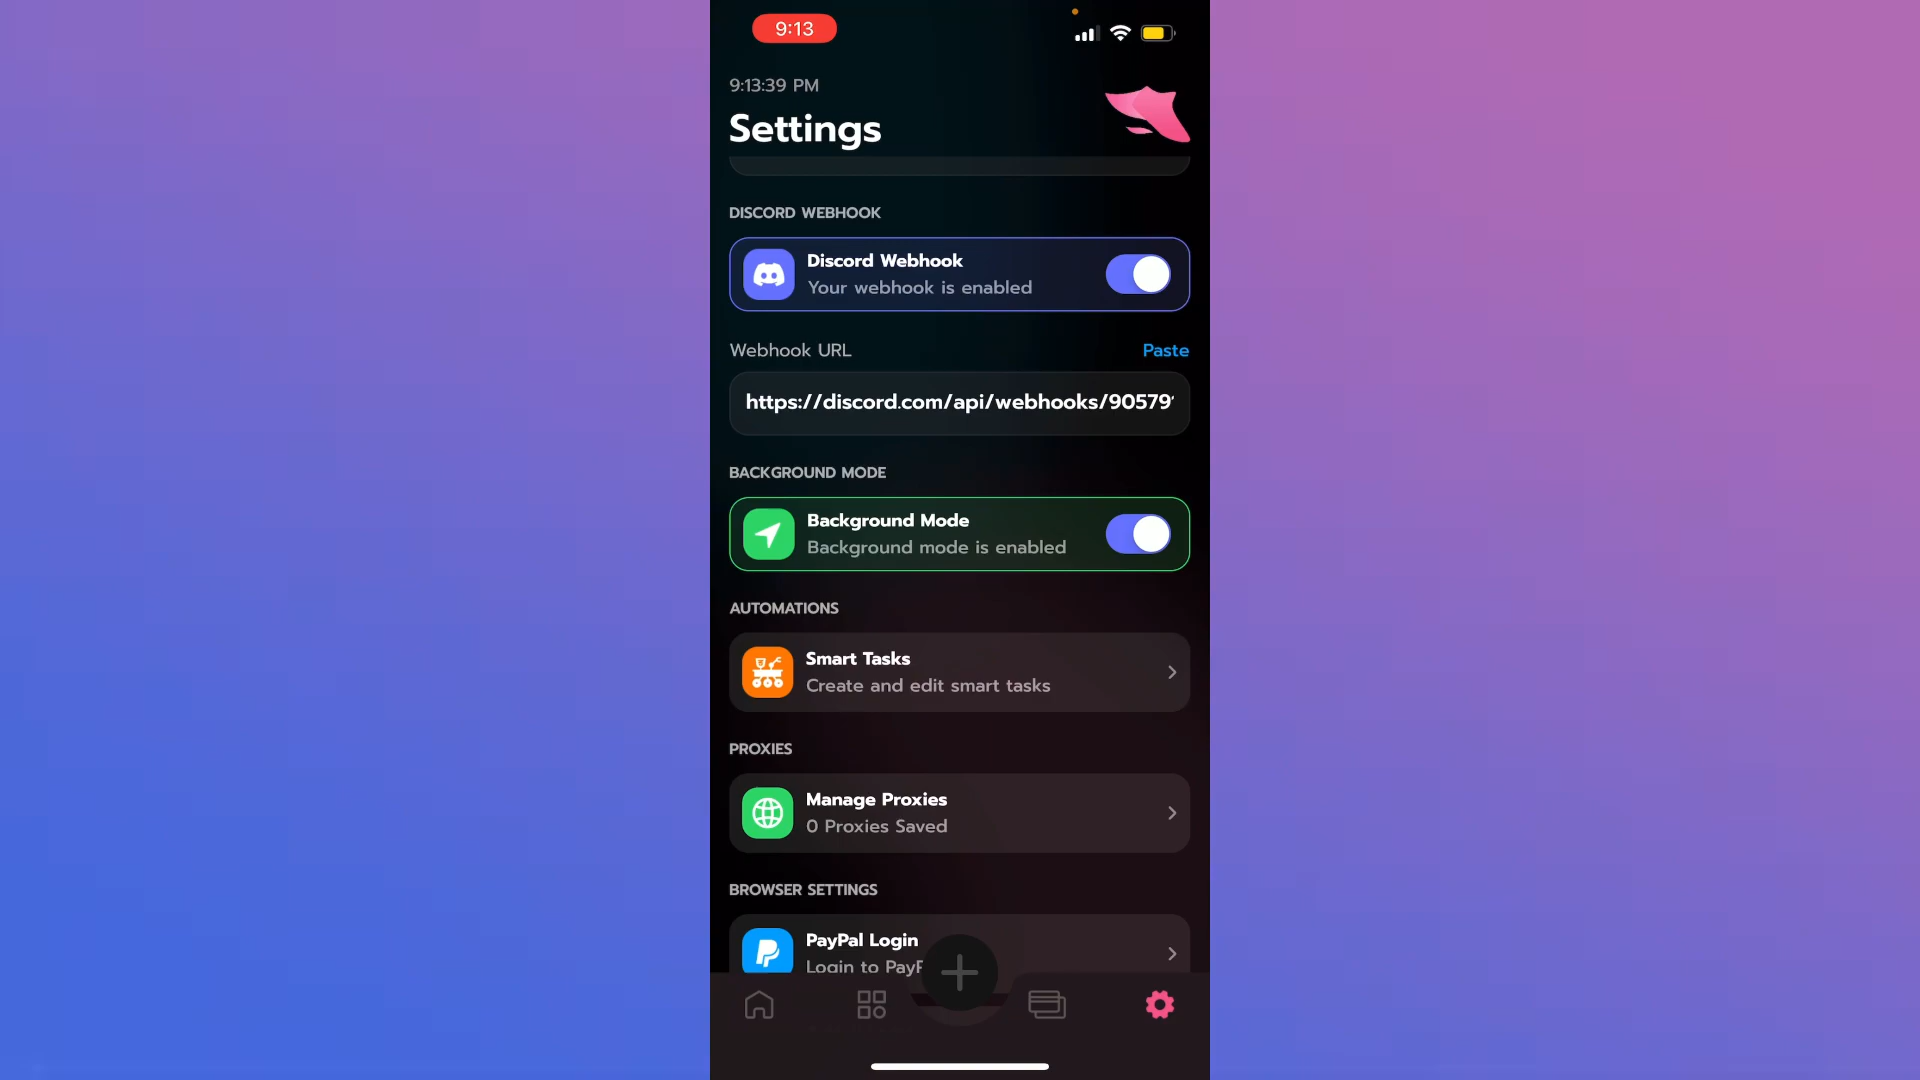 9:13
9:13:39 PM
Settings
DISCORD WEBHOOK
Discord Webhook
Your webhook is enabled
Webhook URL
Paste
https://discord.com/api/webhooks/90579
BACKGROUND MODE
Background Mode
Background mode is enabled
AUTOMATIONS
Smart Tasks
Create and edit smart tasks
PROXIES
Manage Proxies
0 Proxies Saved
BROWSER SETTINGS
PayPal Login
Login to